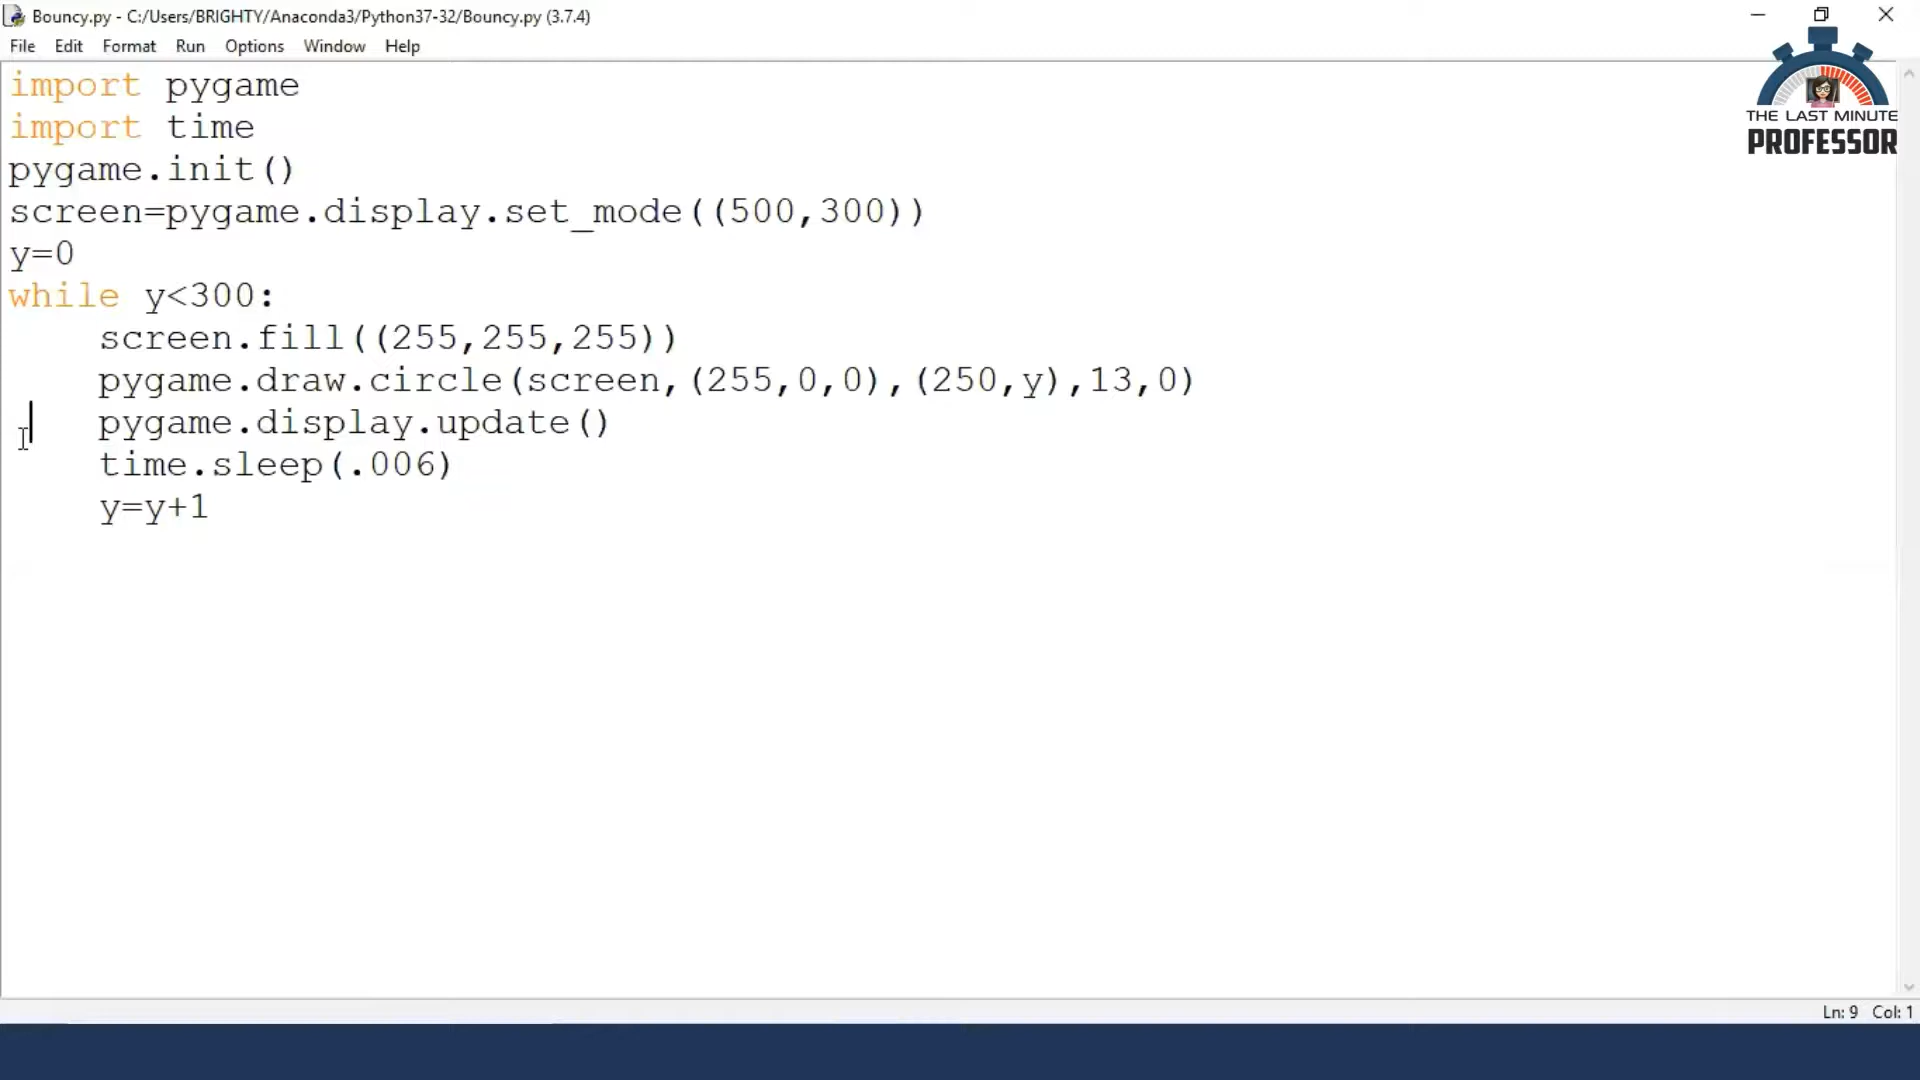 Bouncy.py - C:/Users/BRIGHTY/Anaconda3/Python37-32/Bouncy.py (3.7.4)
File Edit Format Run Options Window Help
import pygame
import time
pygame.init()
screen=pygame.display.set_mode((500,300))
y=0
while y<300:
    screen.fill((255,255,255))
    pygame.draw.circle(screen,(255,0,0),(250,y),13,0)
    pygame.display.update()
    time.sleep(.006)
    y=y+1
THE LAST MINUTE
PROFESSOR
Ln: 9 Col: 1